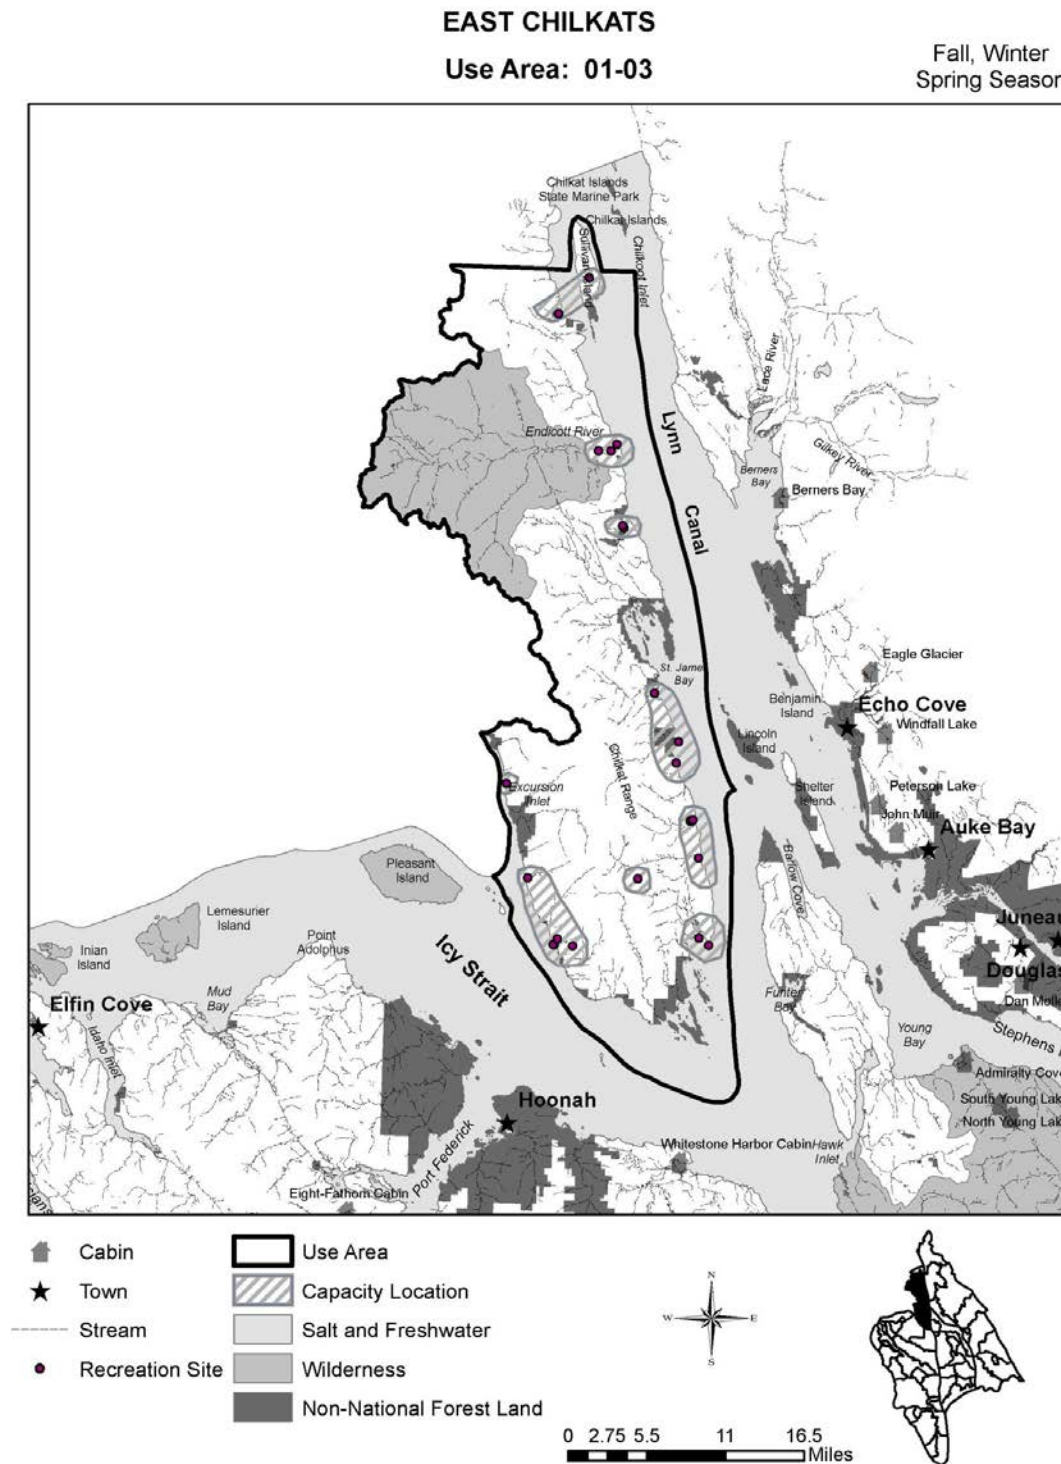 EAST CHILKATS
Use Area: 01-03
Fall, Winter
Spring Season
Chilkat Islands
State Marine Park
Chilkat Islands
Sullivan Island
Chilkoot Inlet
Lace River
Lynn
Endicott River
Gilkey River
Berners
Bay
Berners Bay
Canal
Eagle Glacier
St. Jame
Bay
Benjamin
Island
Echo Cove
Windfall Lake
Lincoln
Island
Chilkat Range
Excursion
Inlet
Shelter
Island
Peterson Lake
John Muir
Auke Bay
Barlow Cove
Pleasant
Island
Lemesurier
Island
Inian
Island
Point
Adolphus
Icy Strait
Juneau
Douglas
Dan Molle
Elfin Cove
Mud
Bay
Idaho Inlet
Funter
Bay
Young
Bay
Stephens
Admiralty Cove
South Young Lake
North Young Lake
Hoonah
Port Federick
Whitestone Harbor Cabin
Hawk
Inlet
Eight-Fathom Cabin
Cabin
Use Area
Town
Capacity Location
Stream
Salt and Freshwater
Recreation Site
Wilderness
Non-National Forest Land
N
W
E
S
0 2.75 5.5 11 16.5
Miles